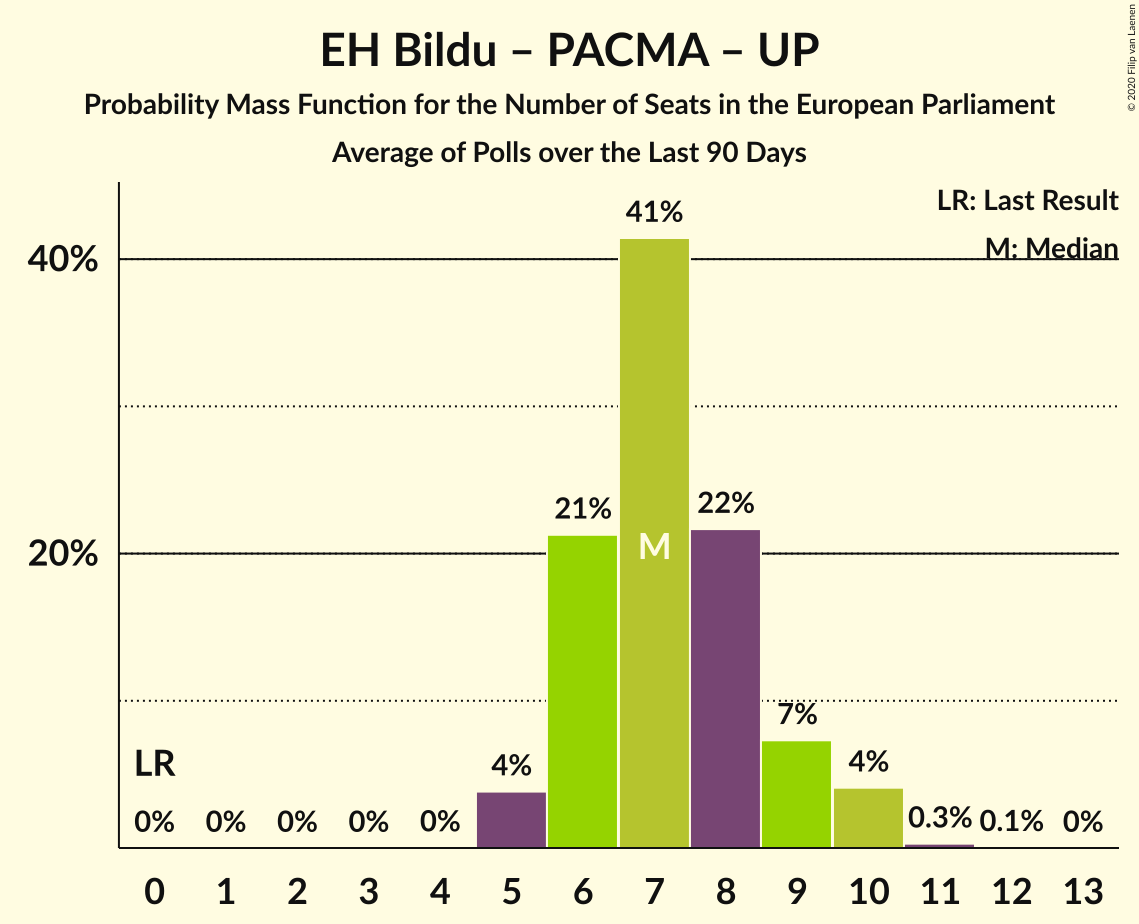 EH Bildu – PACMA – UP
Probability Mass Function for the Number of Seats in the European Parliament
Average of Polls over the Last 90 Days
© 2020 Filip van Laenen
LR: Last Result
M: Median
41%
40%
21%
22%
M
20%
7%
LR
4%
4%
0% 0% 0% 0% 0% 0.3% 0.1% 0%
0 1 2 3 4 5 6 7 8 9 10 11 12 13